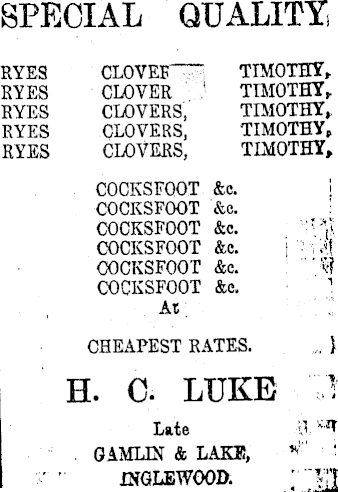 SPECIAL QUALITY
RYES CLOVER TIMOTHY,
RYES CLOVER TIMOTHY,
RYES CLOVERS, TIMOTHY,
RYES CLOVERS, TIMOTHY,
RYES CLOVERS, TIMOTHY,
COCKSFOOT &c.
COCKSFOOT &c.
COCKSFOOT &c.
COCKSFOOT &c.
COCKSFOOT &c.
COCKSFOOT &c.
At
CHEAPEST RATES.
H. C. LUKE
Late
GAMLIN & LAKE,
INGLEWOOD.